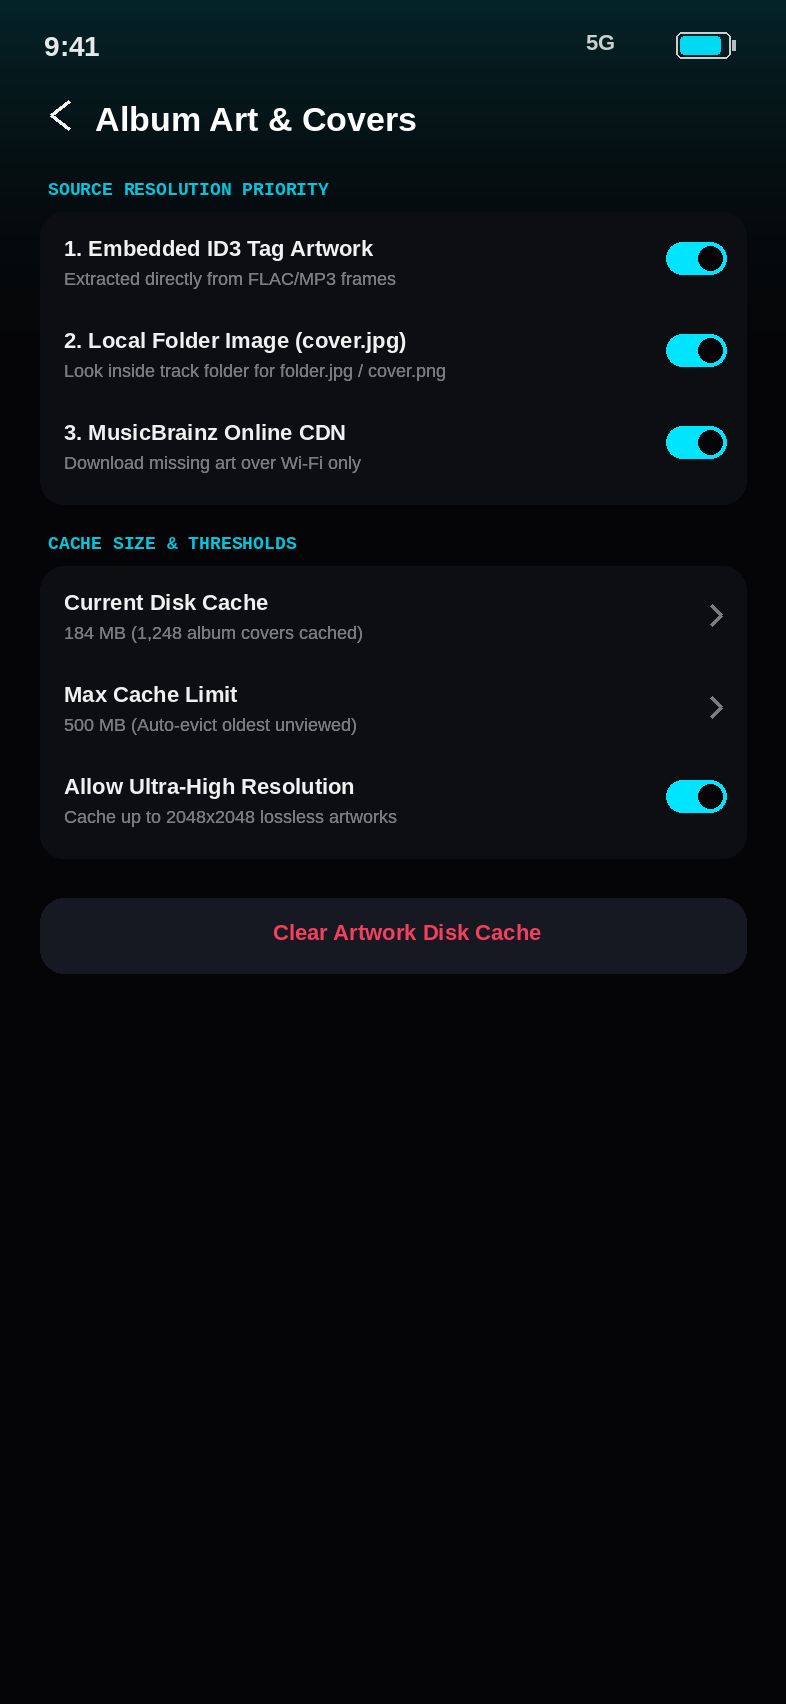 9:41
5G
Album Art & Covers
SOURCE RESOLUTION PRIORITY
1. Embedded ID3 Tag Artwork
Extracted directly from FLAC/MP3 frames
2. Local Folder Image (cover.jpg)
Look inside track folder for folder.jpg / cover.png
3. MusicBrainz Online CDN
Download missing art over Wi-Fi only
CACHE SIZE & THRESHOLDS
Current Disk Cache
184 MB (1,248 album covers cached)
Max Cache Limit
500 MB (Auto-evict oldest unviewed)
Allow Ultra-High Resolution
Cache up to 2048x2048 lossless artworks
Clear Artwork Disk Cache